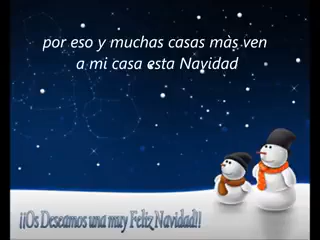 por eso y muchas casas màs ven
a mi casa esta Navidad
¡¡Os Deseamos una muy Feliz Navidad!!